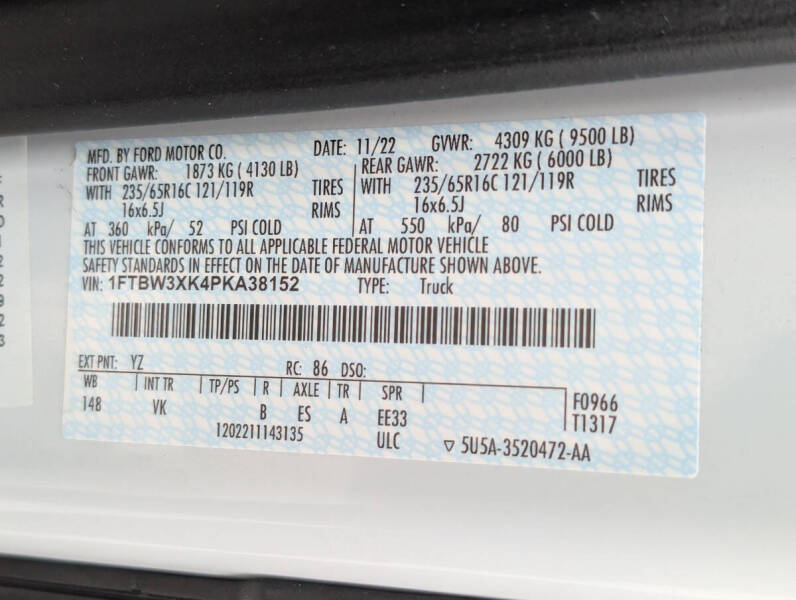 MFD. BY FORD MOTOR CO. DATE: 11/22 GVWR: 4309 KG ( 9500 LB)
FRONT GAWR: 1873 KG ( 4130 LB) REAR GAWR: 2722 KG ( 6000 LB)
WITH 235/65R16C 121/119R TIRES WITH 235/65R16C 121/119R TIRES
16x6.5J RIMS 16x6.5J RIMS
AT 360 kPa/ 52 PSI COLD AT 550 kPa/ 80 PSI COLD
THIS VEHICLE CONFORMS TO ALL APPLICABLE FEDERAL MOTOR VEHICLE
SAFETY STANDARDS IN EFFECT ON THE DATE OF MANUFACTURE SHOWN ABOVE.
VIN: 1FTBW3XK4PKA38152 TYPE: Truck
EXT PNT: YZ RC: 86 DSO:
WB INT TR TP/PS R AXLE TR SPR F0966
148 VK B ES A EE33 T1317
1202211143135 ULC ▽ 5U5A-3520472-AA